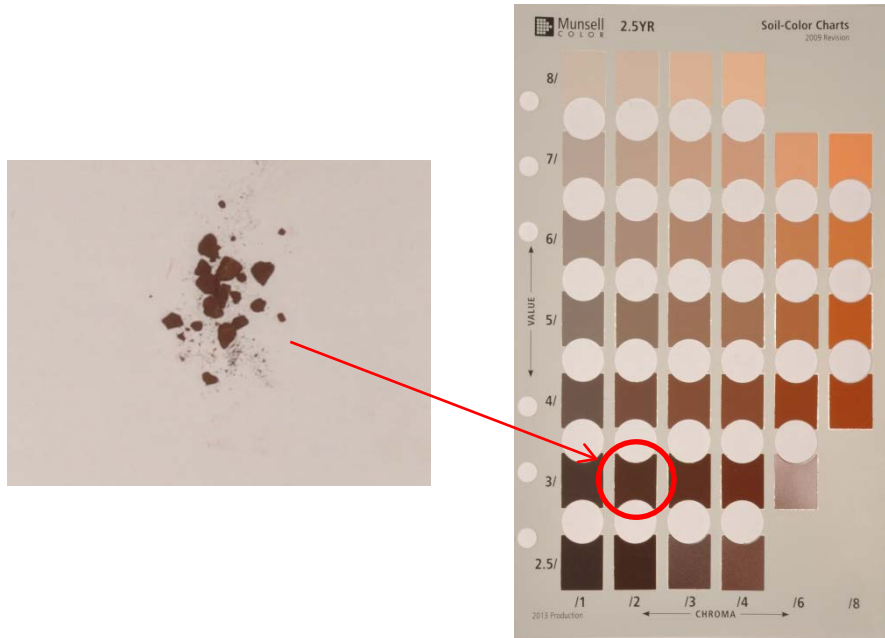 Munsell
COLOR
2.5YR
Soil-Color Charts
2009 Revision
8/
7/
6/
VALUE
5/
4/
3/
2.5/
/1 /2 /3 /4 /6 /8
2013 Production
CHROMA